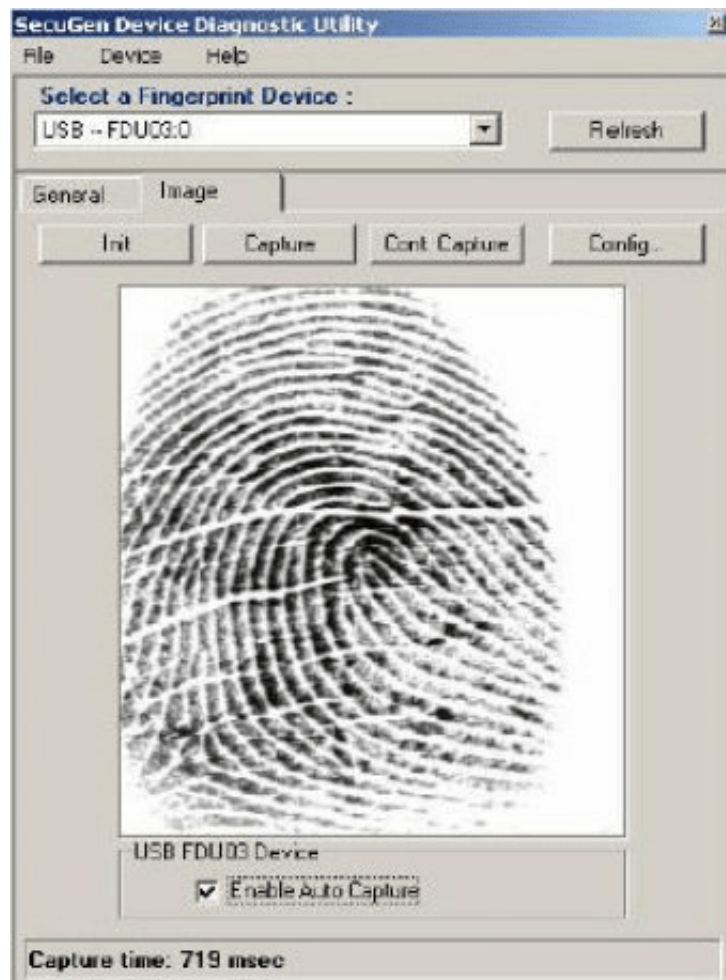 SecuGen Device Diagnostic Utility
File Device Help
Select a Fingerprint Device :
USB -- FDU03:0 Refresh
General Image
Init Capture Cont. Capture Config...
USB FDU03 Device
Enable Auto Capture
Capture time: 719 msec